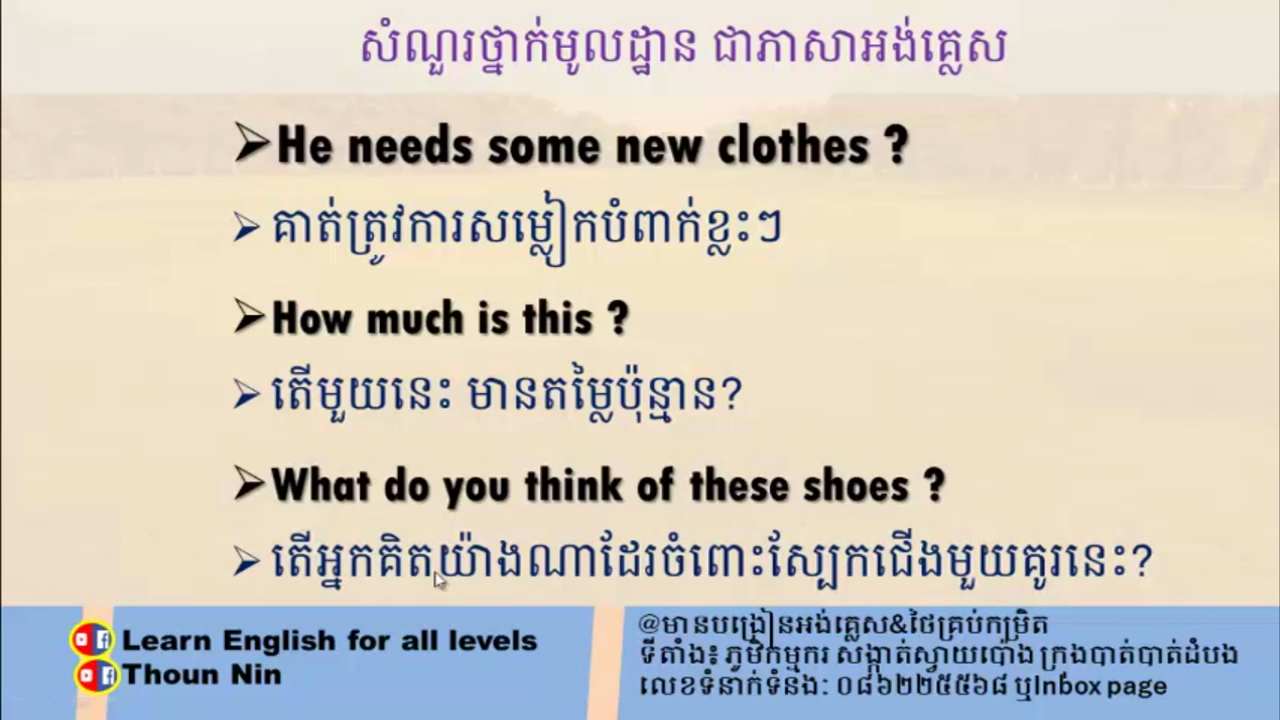 សំណួរថ្នាក់មូលដ្ឋាន ជាភាសាអង់គ្លេស
➢He needs some new clothes ?
➢ គាត់ត្រូវការសម្លៀកបំពាក់ខ្លះៗ
➢How much is this ?
➢ តើមួយនេះ មានតម្លៃប៉ុន្មាន?
➢What do you think of these shoes ?
➢ តើអ្នកគិតយ៉ាងណាដែរចំពោះស្បែកជើងមួយគូរនេះ?
Learn English for all levels
Thoun Nin
@មានបង្រៀនអង់គ្លេស&ថៃគ្រប់កម្រិត
ទីតាំង៖ ភូមិកម្មករ សង្កាត់ស្វាយប៉ោ​ង ក្រុងបាត់បាត់ដំបង
លេខទំនាក់ទំនង: ០៨៦២២៥៥៦៨ ឬInbox page